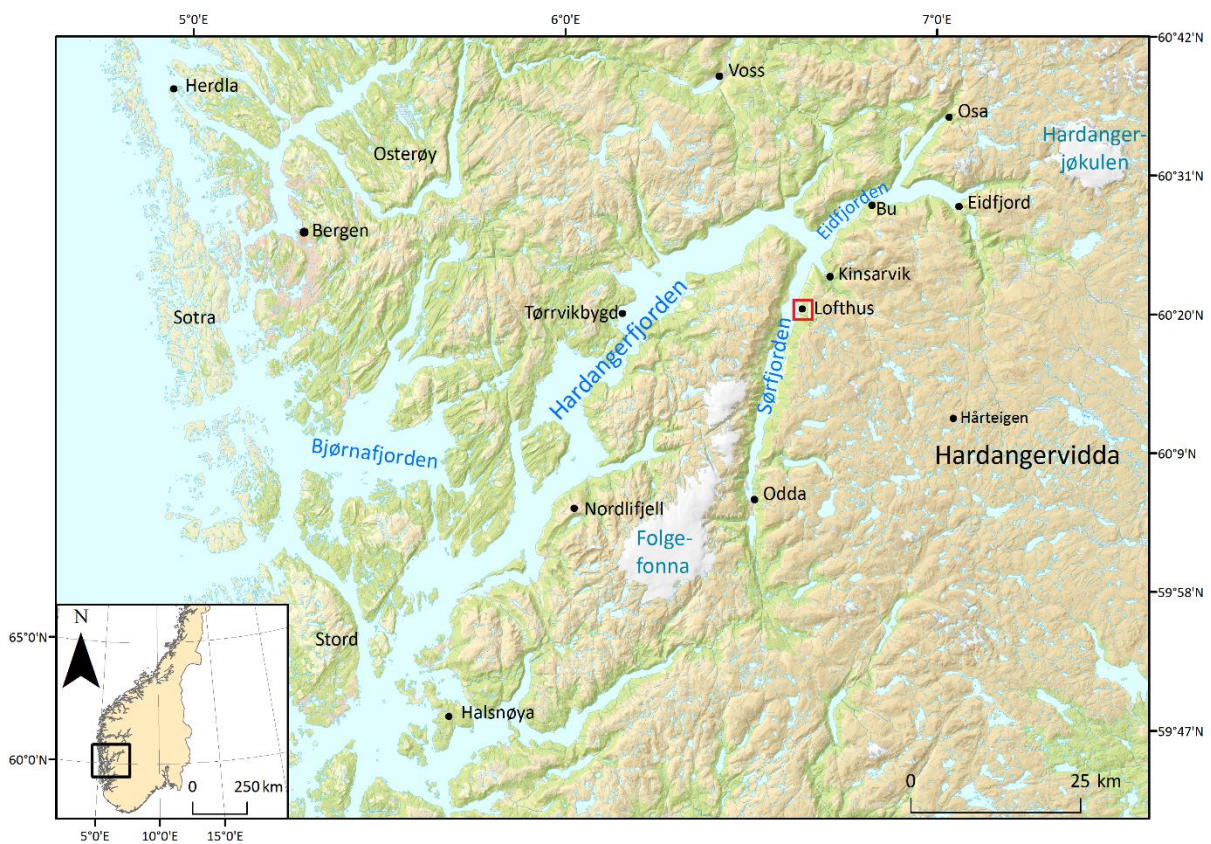 5°0'E
6°0'E
7°0'E
60°42'N
Herdla
Voss
Osa
Osterøy
Hardanger-
jøkulen
60°31'N
Eidfjord
Bu
Eidfjorden
Bergen
Kinsarvik
Sotra
Tørrvikbygd
Lofthus
60°20'N
Hardangerfjorden
Sørfjorden
Hårteigen
Bjørnafjorden
Hardangervidda
60°9'N
Odda
Nordlifjell
Folge-
fonna
59°58'N
N
65°0'N
Stord
Halsnøya
59°47'N
60°0'N
0 250 km
0 25 km
5°0'E 10°0'E 15°0'E